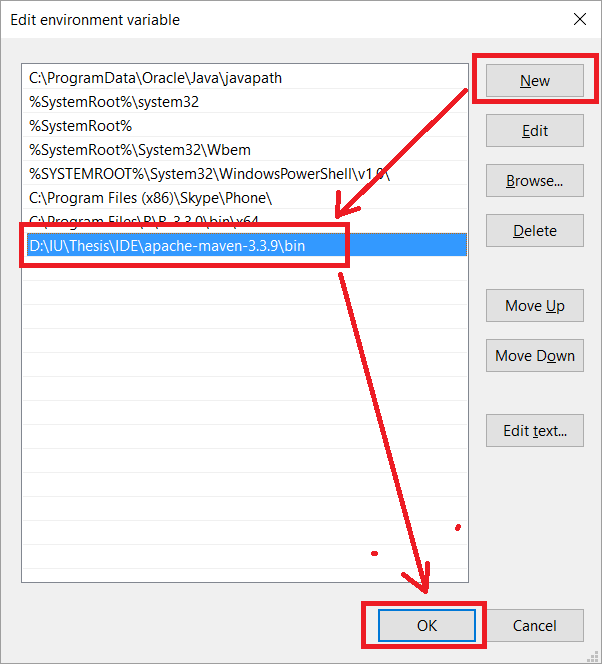 Edit environment variable
C:\ProgramData\Oracle\Java\javapath
%SystemRoot%\system32
%SystemRoot%
%SystemRoot%\System32\Wbem
%SYSTEMROOT%\System32\WindowsPowerShell\v1.0\
C:\Program Files (x86)\Skype\Phone\
C:\Program Files\R\R-3.3.0\bin\x64
D:\IU\Thesis\IDE\apache-maven-3.3.9\bin
New
Edit
Browse...
Delete
Move Up
Move Down
Edit text...
OK
Cancel